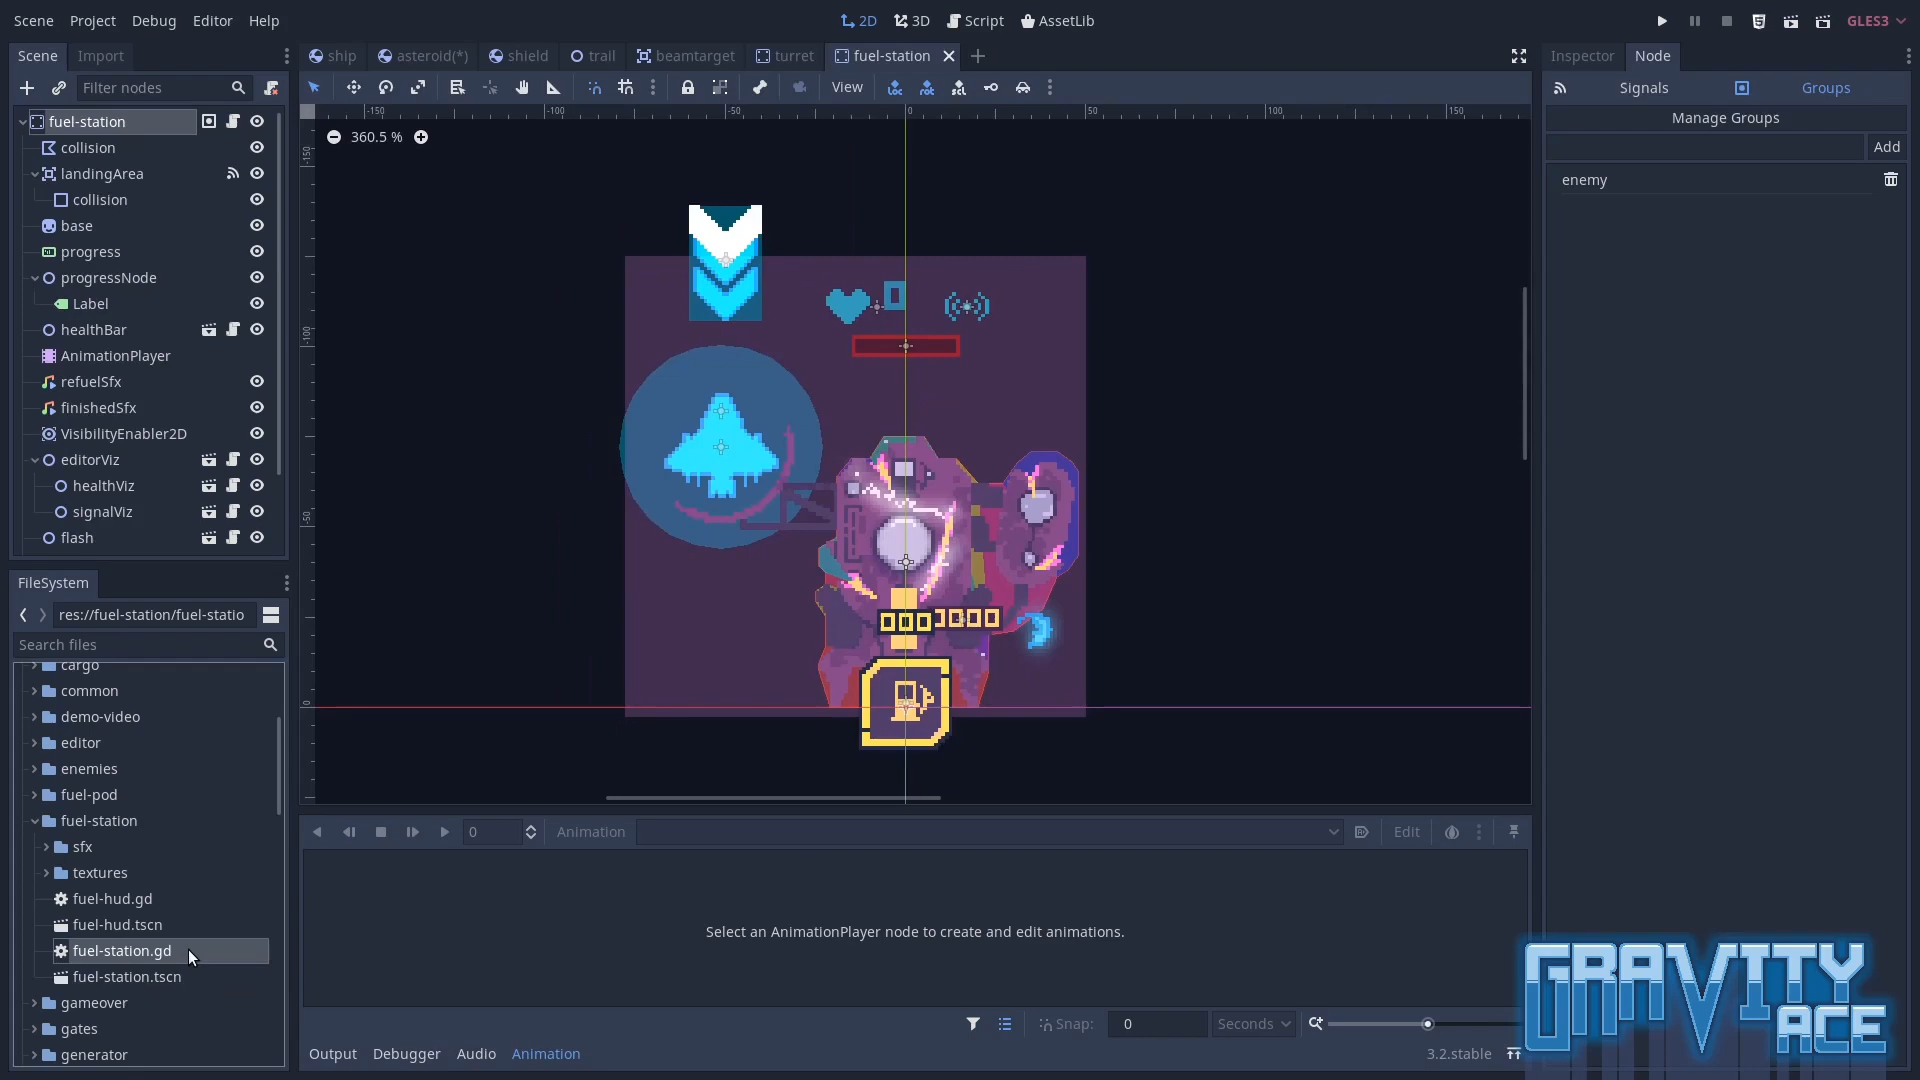 Scene Project Debug Editor Help
2D 3D Script AssetLib
GLES3
Scene Import
ship asteroid(*) shield trail beamtarget turret fuel-station
Inspector Node
Filter nodes
View
Signals Groups
Manage Groups
Add
enemy
-150 -100 -50 0 50 100 150
360.5 %
-150
-100
-50
0
fuel-station
collision
landingArea
collision
base
progress
progressNode
Label
healthBar
AnimationPlayer
refuelSfx
finishedSfx
VisibilityEnabler2D
editorViz
healthViz
signalViz
flash
FileSystem
res://fuel-station/fuel-statio
Search files
cargo
common
demo-video
editor
enemies
fuel-pod
fuel-station
sfx
textures
fuel-hud.gd
fuel-hud.tscn
fuel-station.gd
fuel-station.tscn
gameover
gates
generator
0 Animation Edit
Select an AnimationPlayer node to create and edit animations.
Snap: 0 Seconds
Output Debugger Audio Animation
3.2.stable
GRAVITY
ACE